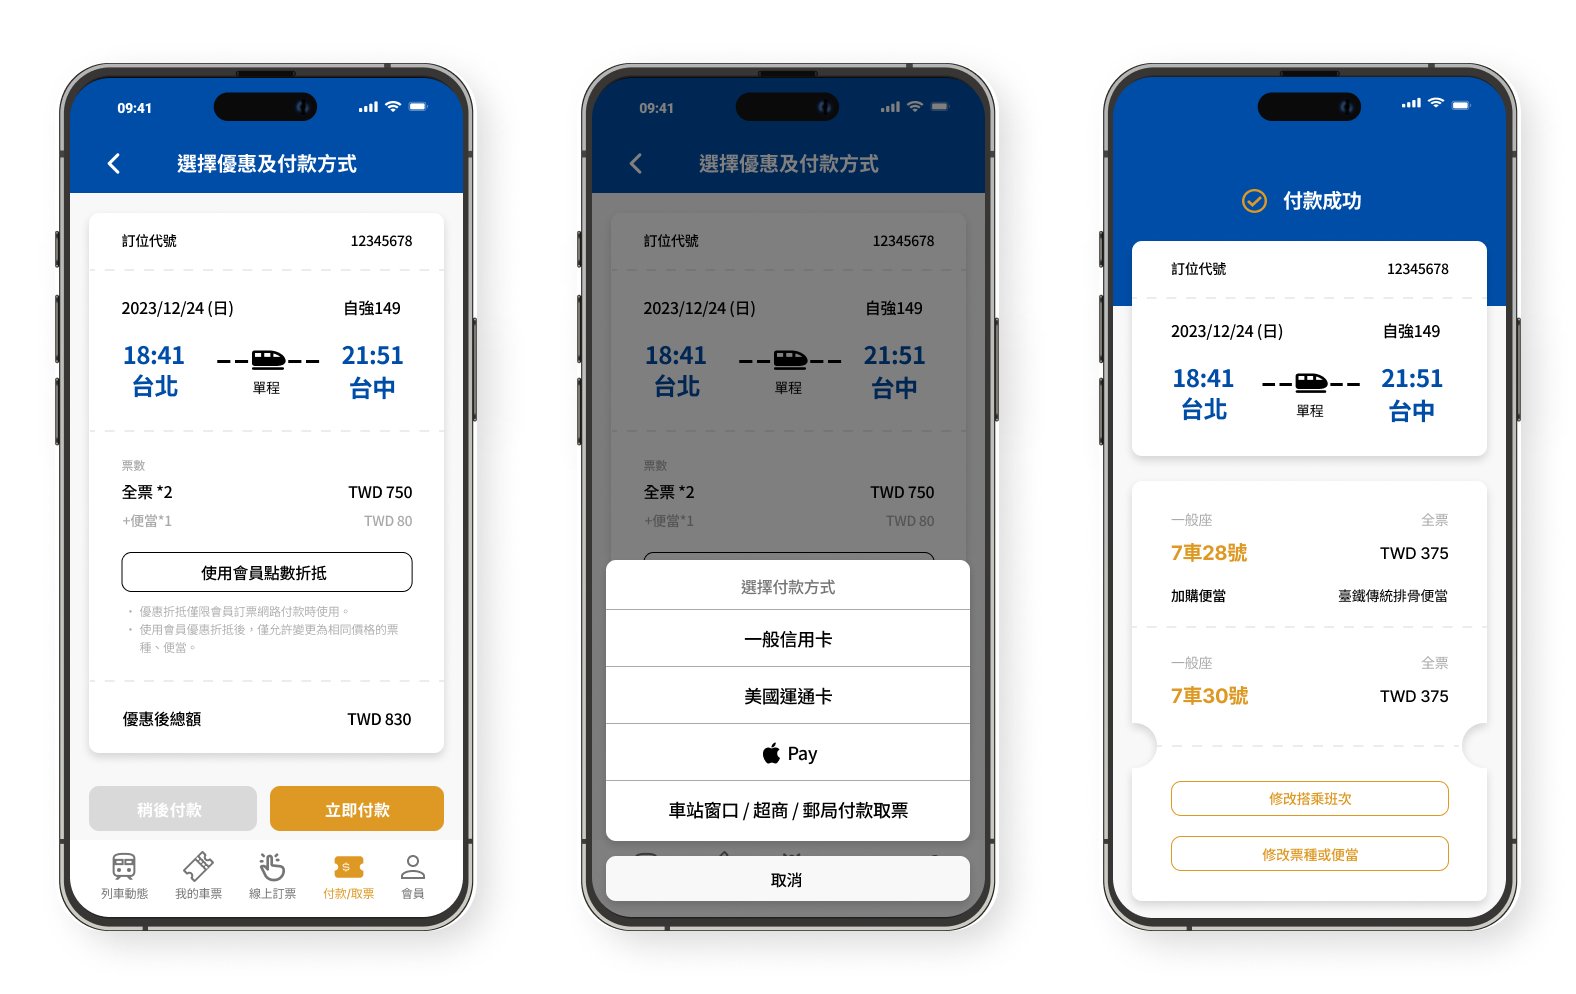 09:41
選擇優惠及付款方式
訂位代號 12345678
2023/12/24 (日) 自強149
18:41 21:51
台北 單程 台中
票數
全票 *2 TWD 750
+便當*1 TWD 80
使用會員點數折抵
・ 優惠折抵僅限會員訂票網路付款時使用。
・ 使用會員優惠折抵後，僅允許變更為相同價格的票
種、便當。
優惠後總額 TWD 830
稍後付款 立即付款
列車動態 我的車票 線上訂票 付款/取票 會員
09:41
選擇優惠及付款方式
訂位代號 12345678
2023/12/24 (日) 自強149
18:41 21:51
台北 單程 台中
票數
全票 *2 TWD 750
+便當*1 TWD 80
選擇付款方式
一般信用卡
美國運通卡
Pay
車站窗口 / 超商 / 郵局付款取票
取消
付款成功
訂位代號 12345678
2023/12/24 (日) 自強149
18:41 21:51
台北 單程 台中
一般座 全票
7車28號 TWD 375
加購便當 臺鐵傳統排骨便當
一般座 全票
7車30號 TWD 375
修改搭乘班次
修改票種或便當